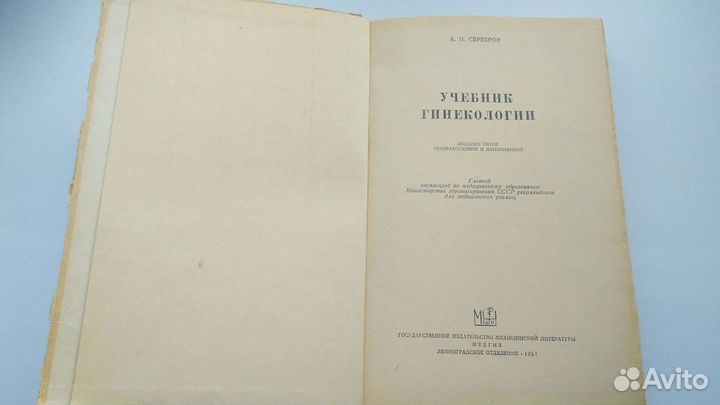 А. И. СЕРЕБРОВ
УЧЕБНИК
ГИНЕКОЛОГИИ
ИЗДАНИЕ ПЯТОЕ
ПЕРЕРАБОТАННОЕ И ДОПОЛНЕННОЕ
Главной
инспекцией по медицинскому образованию
Министерства здравоохранения СССР рекомендован
для медицинских училищ
МЕДГИЗ
ГОСУДАРСТВЕННОЕ ИЗДАТЕЛЬСТВО МЕДИЦИНСКОЙ ЛИТЕРАТУРЫ
МЕДГИЗ
ЛЕНИНГРАДСКОЕ ОТДЕЛЕНИЕ • 1957
Avito